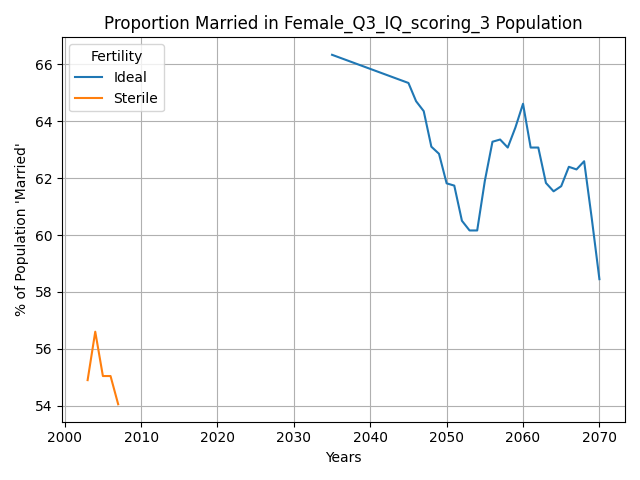 Proportion Married in Female_Q3_IQ_scoring_3 Population
Fertility
Ideal
Sterile
% of Population 'Married'
66
64
62
60
58
56
54
2000
2010
2020
2030
2040
2050
2060
2070
Years